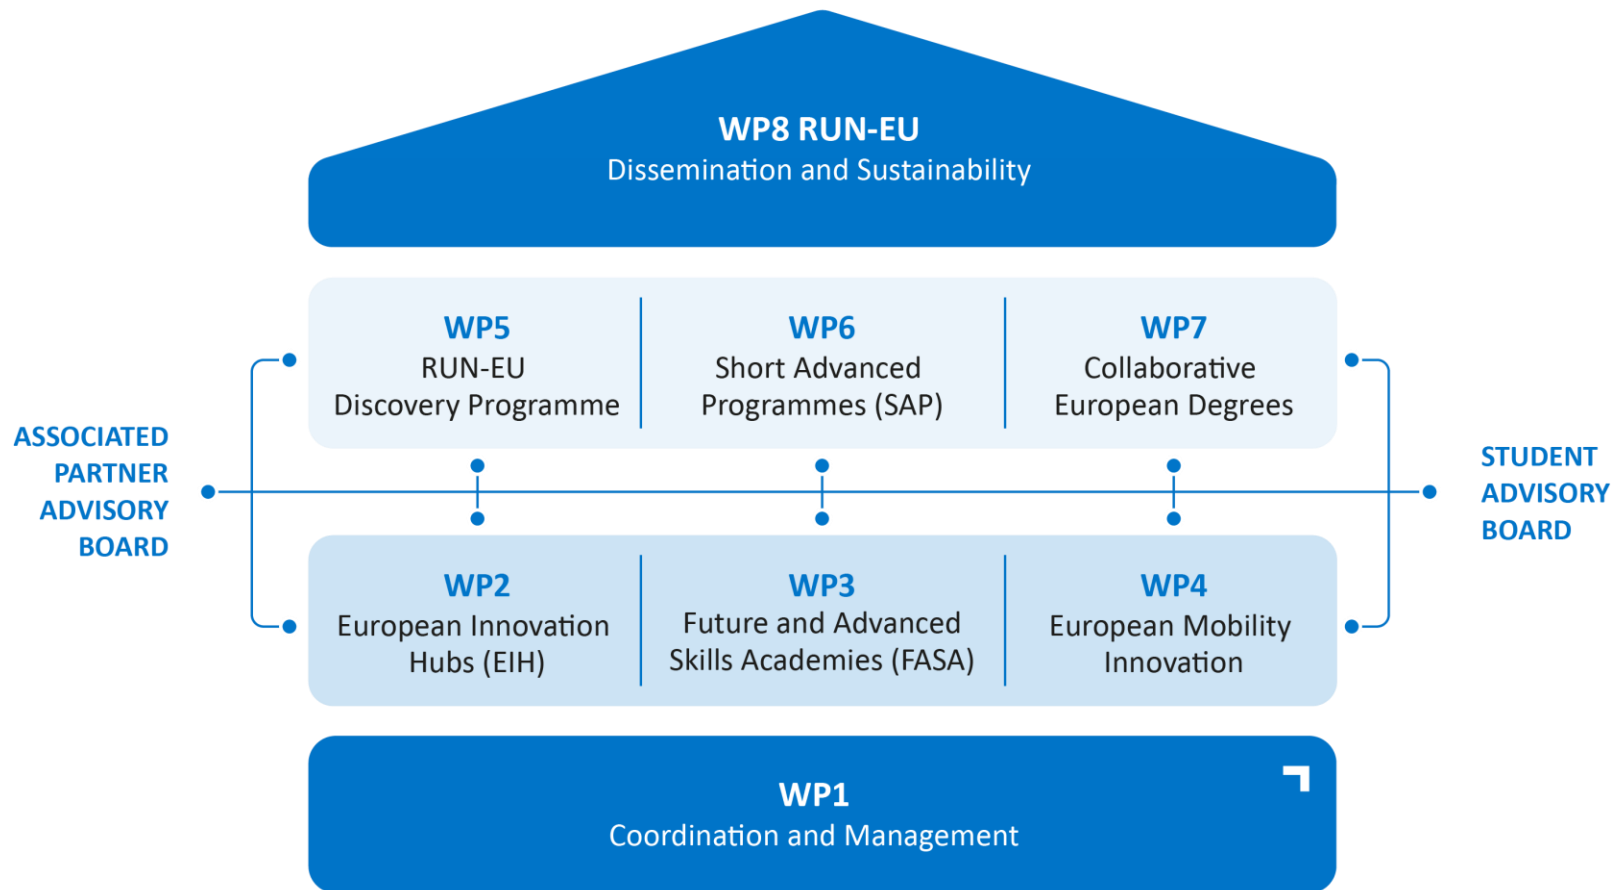 WP8 RUN-EU
Dissemination and Sustainability
WP5
RUN-EU
Discovery Programme
WP6
Short Advanced
Programmes (SAP)
WP7
Collaborative
European Degrees
ASSOCIATED
PARTNER
ADVISORY
BOARD
STUDENT
ADVISORY
BOARD
WP2
European Innovation
Hubs (EIH)
WP3
Future and Advanced
Skills Academies (FASA)
WP4
European Mobility
Innovation
WP1
Coordination and Management